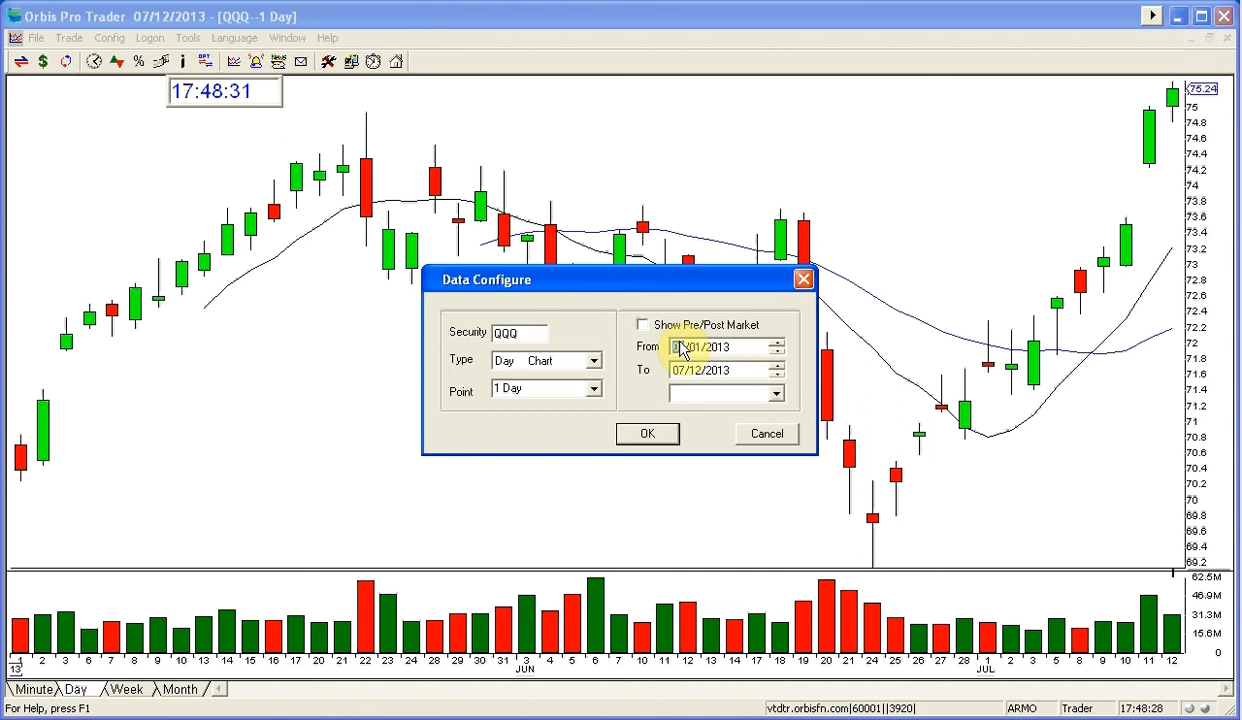 Orbis Pro Trader 07/12/2013 - [QQQ--1 Day]
File Trade Config Logon Tools Language Window Help
17:48:31
75.24
75
74.8
74.6
74.4
74.2
74
73.8
73.6
73.4
73.2
73
72.8
72.6
72.4
72.2
72
71.8
71.6
71.4
71.2
71
70.8
70.6
70.4
70.2
70
69.8
69.6
69.4
69.2
Data Configure
Security QQQ
Type Day Chart
Point 1 Day
Show Pre/Post Market
From /01/2013
To 07/12/2013
OK Cancel
62.5M
46.9M
31.3M
15.6M
0
1 2 3 6 7 8 9 10 13 14 15 16 17 20 21 22 23 24 28 29 30 31 3 4 5 6 7 10 11 12 13 14 17 18 19 20 21 24 25 26 27 28 1 2 3 5 8 9 10 11 12
13 JUN JUL
Minute Day Week Month
For Help, press F1 vtdtr.orbisfn.com|60001||3920| ARMO Trader 17:48:28